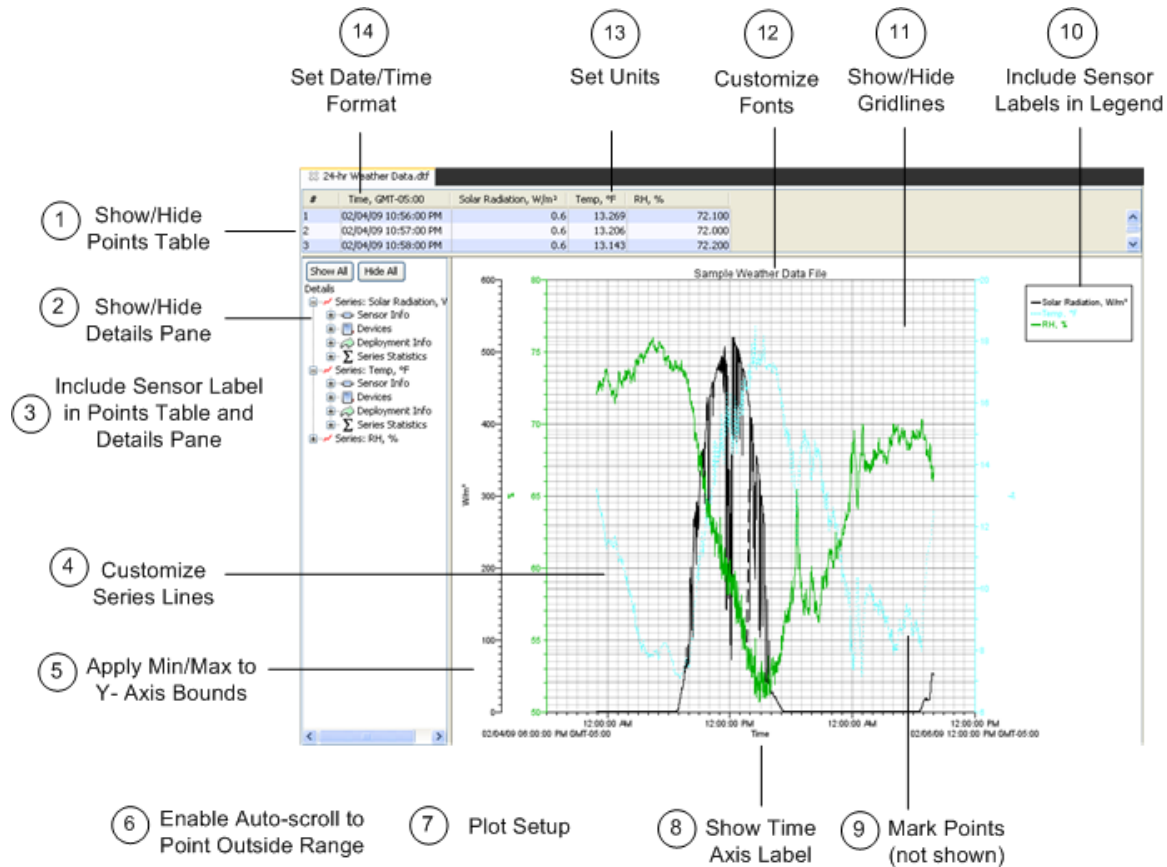 14
Set Date/Time
Format
13
Set Units
12
Customize
Fonts
11
Show/Hide
Gridlines
10
Include Sensor
Labels in Legend
1
Show/Hide
Points Table
2
Show/Hide
Details Pane
3
Include Sensor Label
in Points Table and
Details Pane
4
Customize
Series Lines
5
Apply Min/Max to
Y- Axis Bounds
24-hr Weather Data.dtf
# Time, GMT-05:00 Solar Radiation, W/m² Temp, °F RH, %
1 02/04/09 10:56:00 PM 0.6 13.269 72.100
2 02/04/09 10:57:00 PM 0.6 13.206 72.000
3 02/04/09 10:58:00 PM 0.6 13.143 72.200
Show All Hide All
Details
Series: Solar Radiation, V
Sensor Info
Devices
Deployment Info
Series Statistics
Series: Temp, °F
Sensor Info
Devices
Deployment Info
Series Statistics
Series: RH, %
Sample Weather Data File
600
500
400
300
200
100
0
W/m²
80
75
70
65
60
55
50
%
20
18
16
14
12
10
8
6
Solar Radiation, W/m²
Temp, °F
RH, %
12:00:00 AM 12:00:00 PM 12:00:00 AM 12:00:00 PM
02/04/09 06:00:00 PM GMT-05:00 Time 02/06/09 12:00:00 PM GMT-05:00
6
Enable Auto-scroll to
Point Outside Range
7
Plot Setup
8
Show Time
Axis Label
9
Mark Points
(not shown)